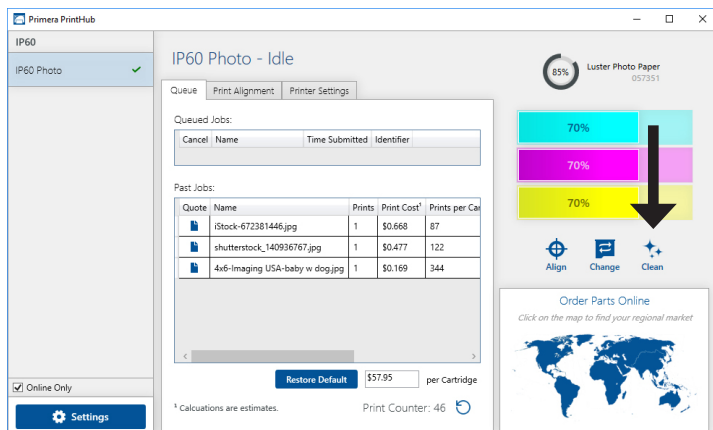 Primera PrintHub
IP60
IP60 Photo
Online Only
Settings
IP60 Photo - Idle
Queue Print Alignment Printer Settings
Queued Jobs:
Cancel Name Time Submitted Identifier
Past Jobs:
Quote Name Prints Print Cost¹ Prints per Car
iStock-672381446.jpg 1 $0.668 87
shutterstock_140936767.jpg 1 $0.477 122
4x6-Imaging USA-baby w dog.jpg 1 $0.169 344
Restore Default $57.95 per Cartridge
¹ Calcuations are estimates. Print Counter: 46
85% Luster Photo Paper
057351
70%
70%
70%
Align Change Clean
Order Parts Online
Click on the map to find your regional market